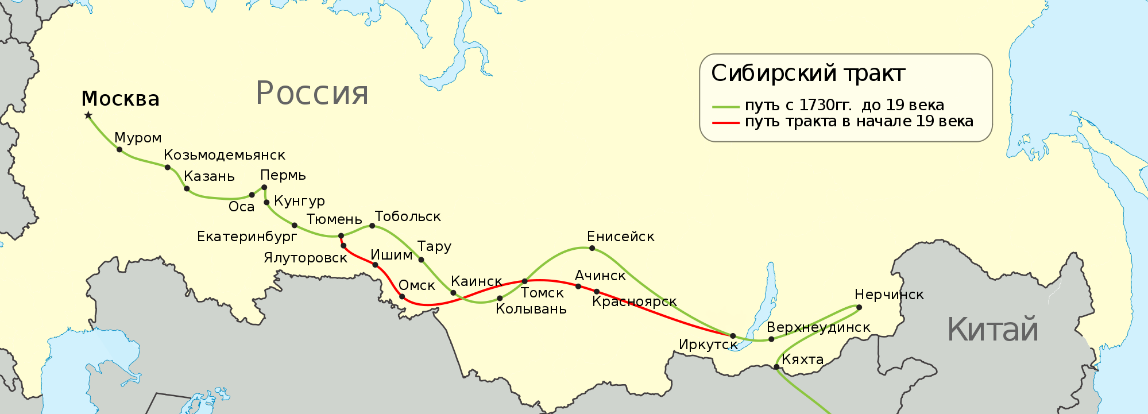 Сибирский тракт
путь с 1730гг. до 19 века
путь тракта в начале 19 века
Россия
Москва
Муром
Козьмодемьянск
Казань
Пермь
Оса
Кунгур
Тюмень
Тобольск
Екатеринбург
Ялуторовск
Ишим
Тару
Енисейск
Омск
Каинск
Ачинск
Томск
Красноярск
Колывань
Нерчинск
Верхнеудинск
Иркутск
Китай
Кяхта